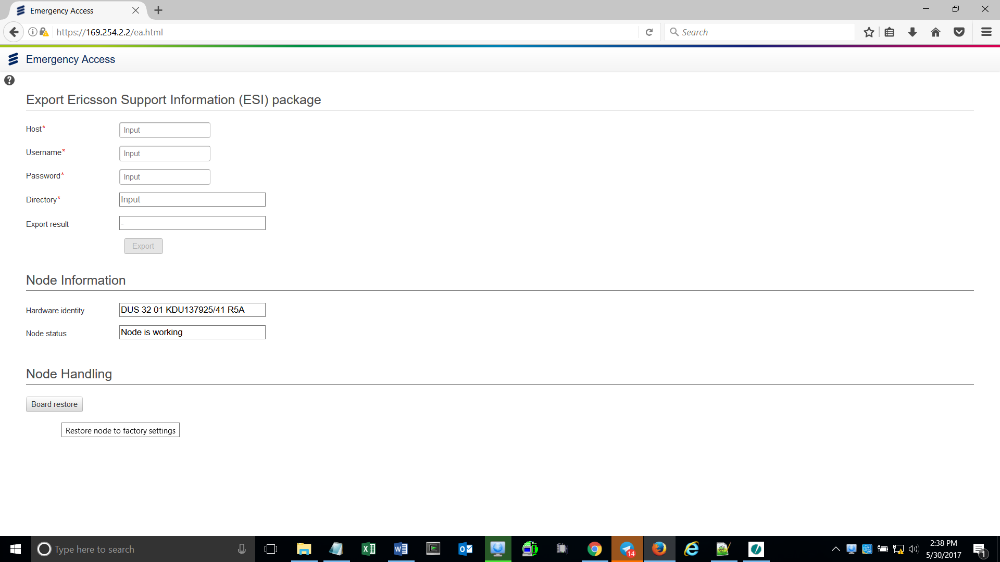 Emergency Access
https://169.254.2.2/ea.html
Search
Emergency Access
Export Ericsson Support Information (ESI) package
Host*
Input
Username*
Input
Password*
Input
Directory*
Input
Export result
-
Export
Node Information
Hardware identity
DUS 32 01 KDU137925/41 R5A
Node status
Node is working
Node Handling
Board restore
Restore node to factory settings
Type here to search
14
2:38 PM
5/30/2017
1